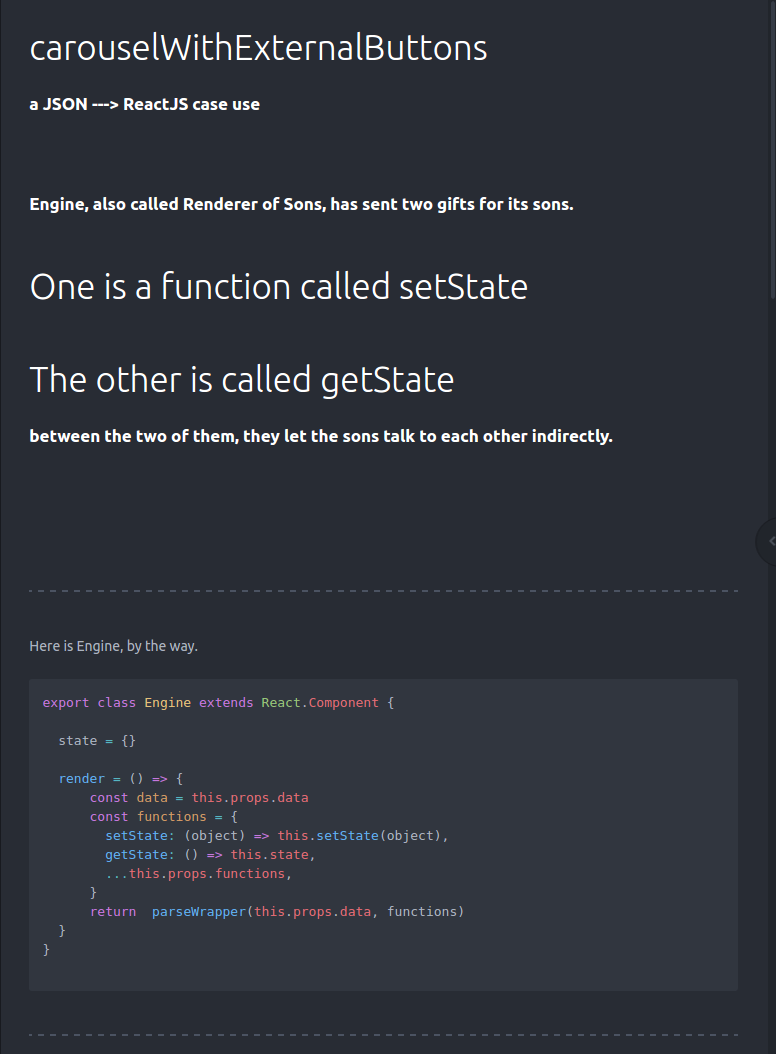 carouselWithExternalButtons
a JSON ---> ReactJS case use
Engine, also called Renderer of Sons, has sent two gifts for its sons.
One is a function called setState
The other is called getState
between the two of them, they let the sons talk to each other indirectly.
Here is Engine, by the way.
export class Engine extends React.Component {
  state = {}
  render = () => {
      const data = this.props.data
      const functions = {
        setState: (object) => this.setState(object),
        getState: () => this.state,
        ...this.props.functions,
      }
      return  parseWrapper(this.props.data, functions)
  }
}